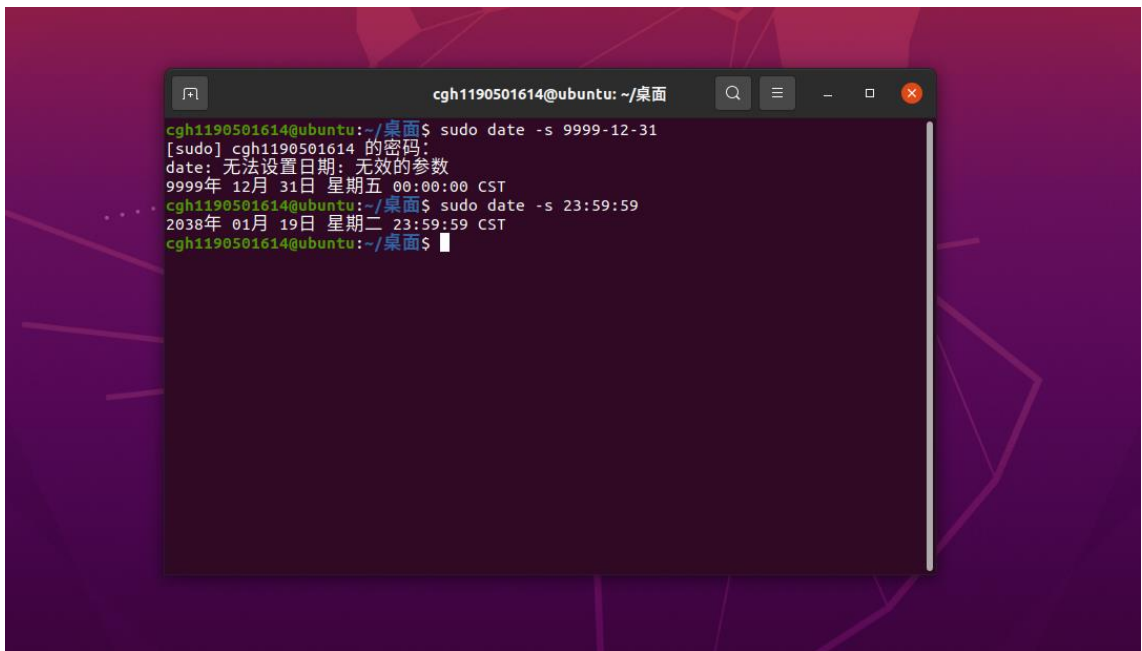 cgh1190501614@ubuntu: ~/桌面
cgh1190501614@ubuntu:~/桌面$ sudo date -s 9999-12-31
[sudo] cgh1190501614 的密码：
date: 无法设置日期: 无效的参数
9999年 12月 31日 星期五 00:00:00 CST
cgh1190501614@ubuntu:~/桌面$ sudo date -s 23:59:59
2038年 01月 19日 星期二 23:59:59 CST
cgh1190501614@ubuntu:~/桌面$